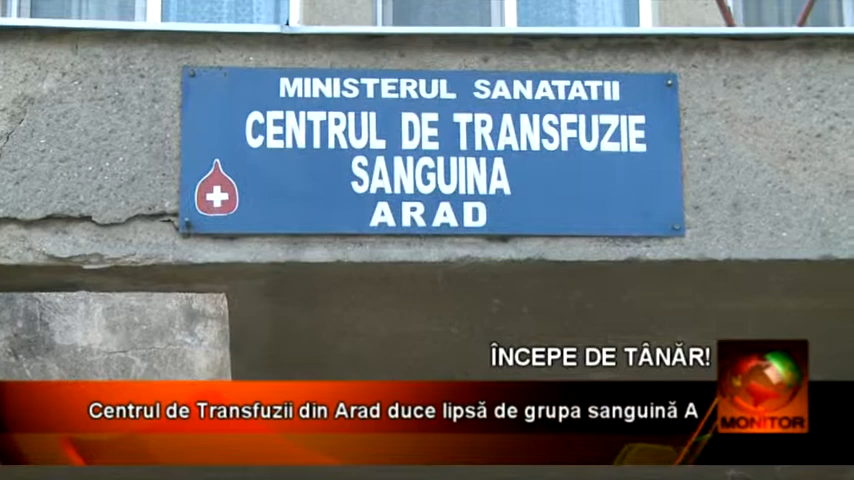 MINISTERUL SANATATII
CENTRUL DE TRANSFUZIE
SANGUINA
ARAD
ÎNCEPE DE TÂNĂR!
Centrul de Transfuzii din Arad duce lipsă de grupa sanguină A
MONITOR